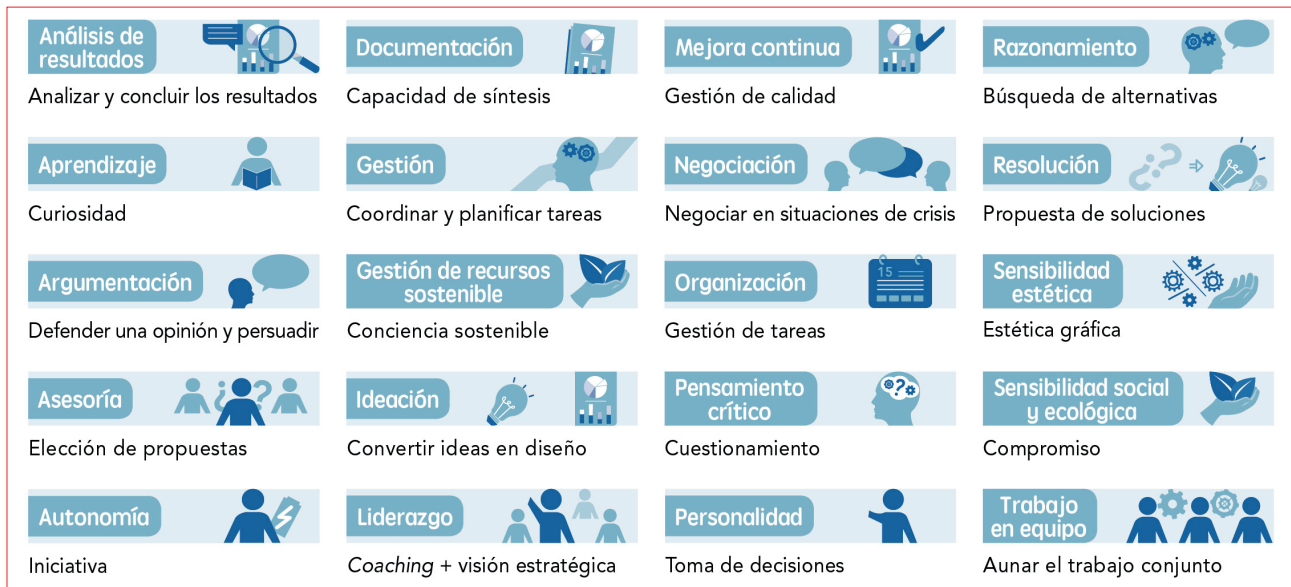 Análisis de
resultados
Analizar y concluir los resultados
Documentación
Capacidad de síntesis
Mejora continua
Gestión de calidad
Razonamiento
Búsqueda de alternativas
Aprendizaje
Curiosidad
Gestión
Coordinar y planificar tareas
Negociación
Negociar en situaciones de crisis
Resolución
¿?
Propuesta de soluciones
Argumentación
Defender una opinión y persuadir
Gestión de recursos
sostenible
Conciencia sostenible
Organización
15
Gestión de tareas
Sensibilidad
estética
Estética gráfica
Asesoría
¿?
Elección de propuestas
Ideación
Convertir ideas en diseño
Pensamiento
crítico
?
Cuestionamiento
Sensibilidad social
y ecológica
Compromiso
Autonomía
Iniciativa
Liderazgo
Coaching + visión estratégica
Personalidad
Toma de decisiones
Trabajo
en equipo
Aunar el trabajo conjunto